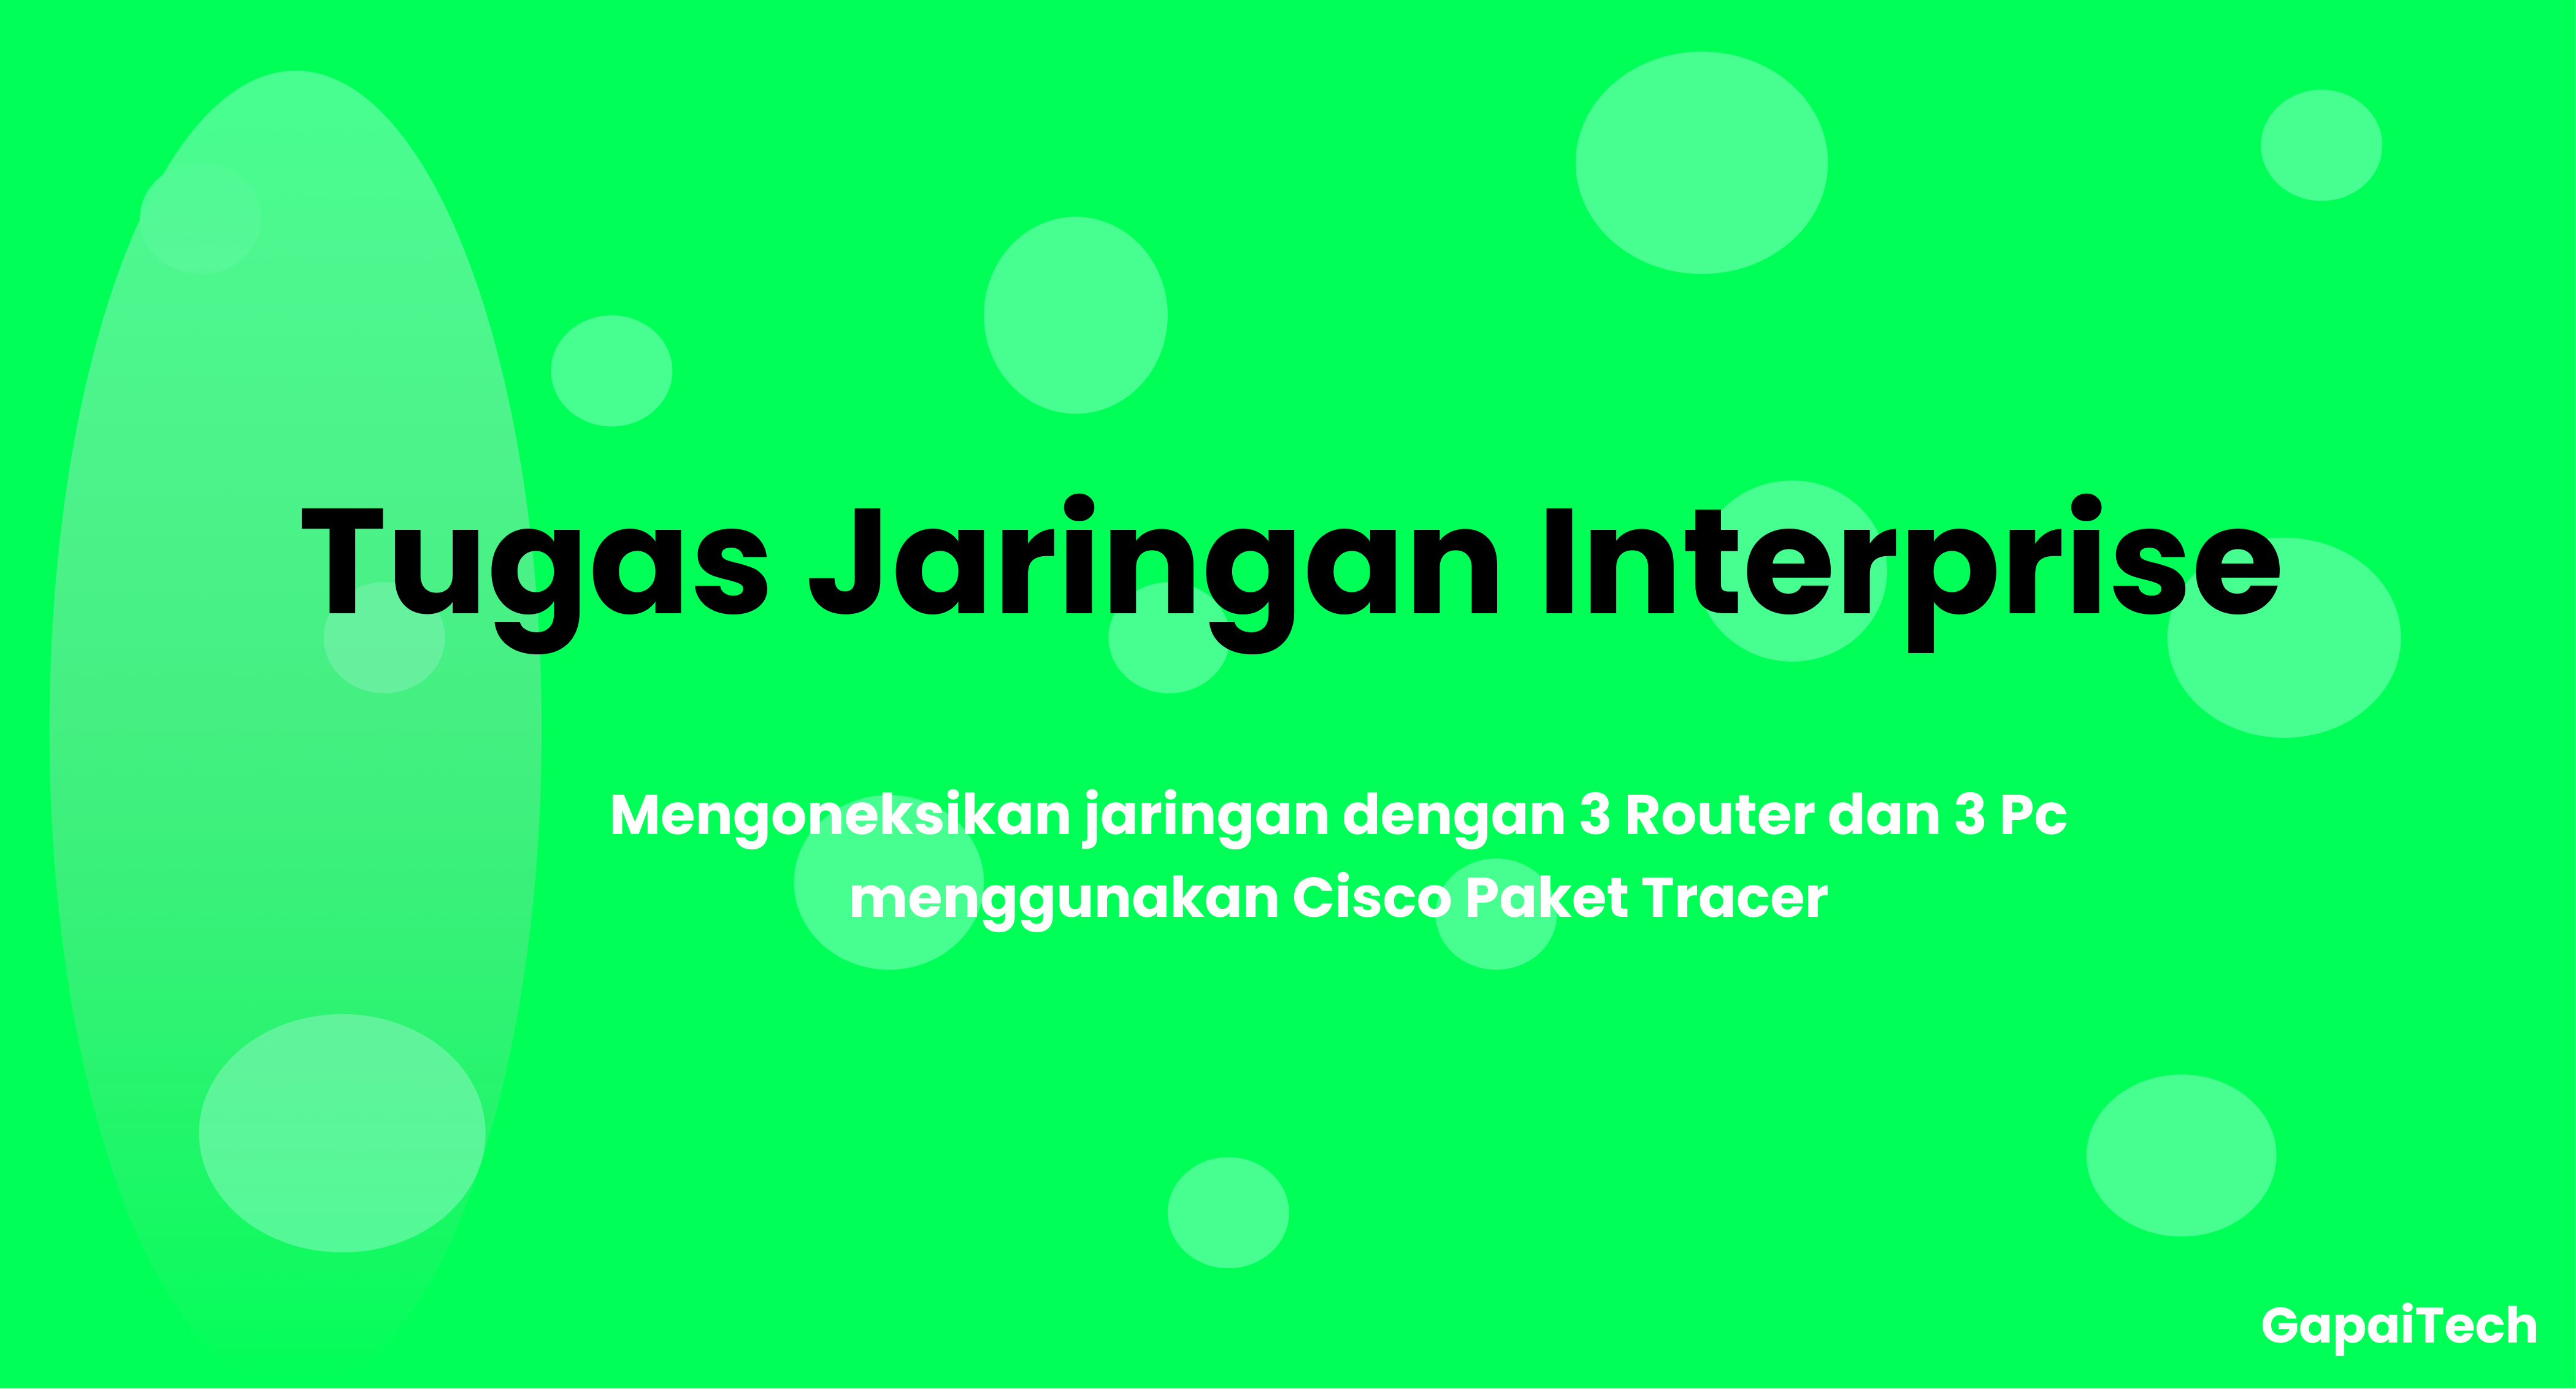 Tugas Jaringan Interprise
Mengoneksikan jaringan dengan 3 Router dan 3 Pc
menggunakan Cisco Paket Tracer
GapaiTech